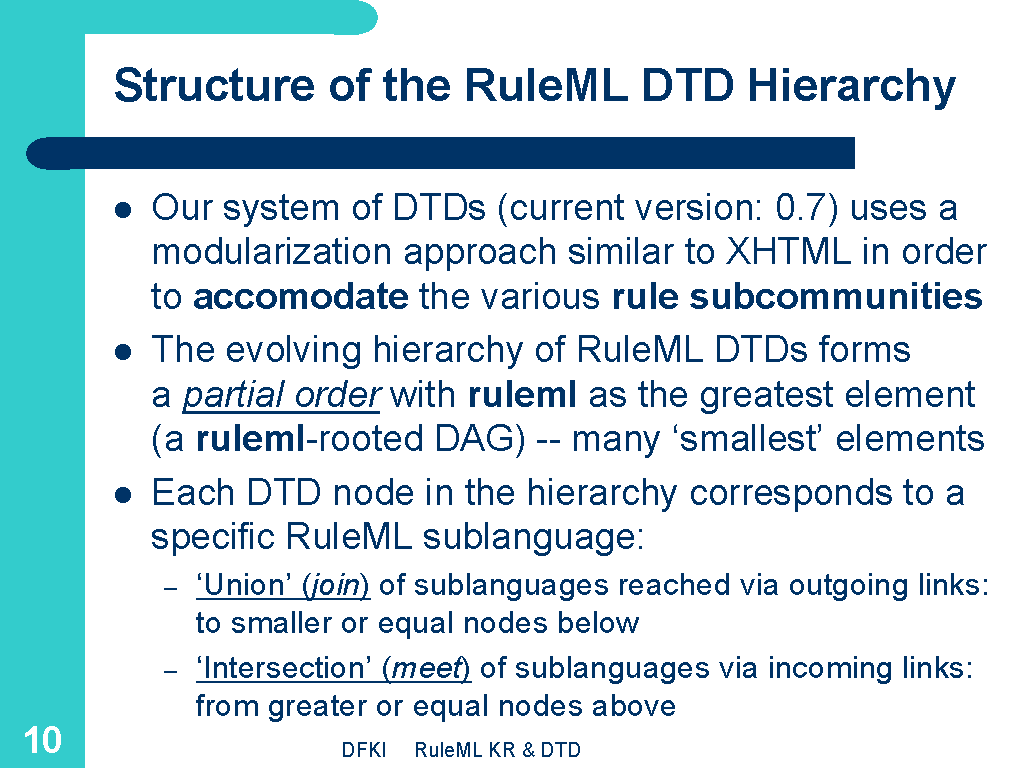 Structure of the RuleML DTD Hierarchy
● Our system of DTDs (current version: 0.7) uses a
modularization approach similar to XHTML in order
to accomodate the various rule subcommunities
● The evolving hierarchy of RuleML DTDs forms
a partial order with ruleml as the greatest element
(a ruleml-rooted DAG) -- many ‘smallest’ elements
● Each DTD node in the hierarchy corresponds to a
specific RuleML sublanguage:
– ‘Union’ (join) of sublanguages reached via outgoing links:
to smaller or equal nodes below
– ‘Intersection’ (meet) of sublanguages via incoming links:
from greater or equal nodes above
10
DFKI RuleML KR & DTD